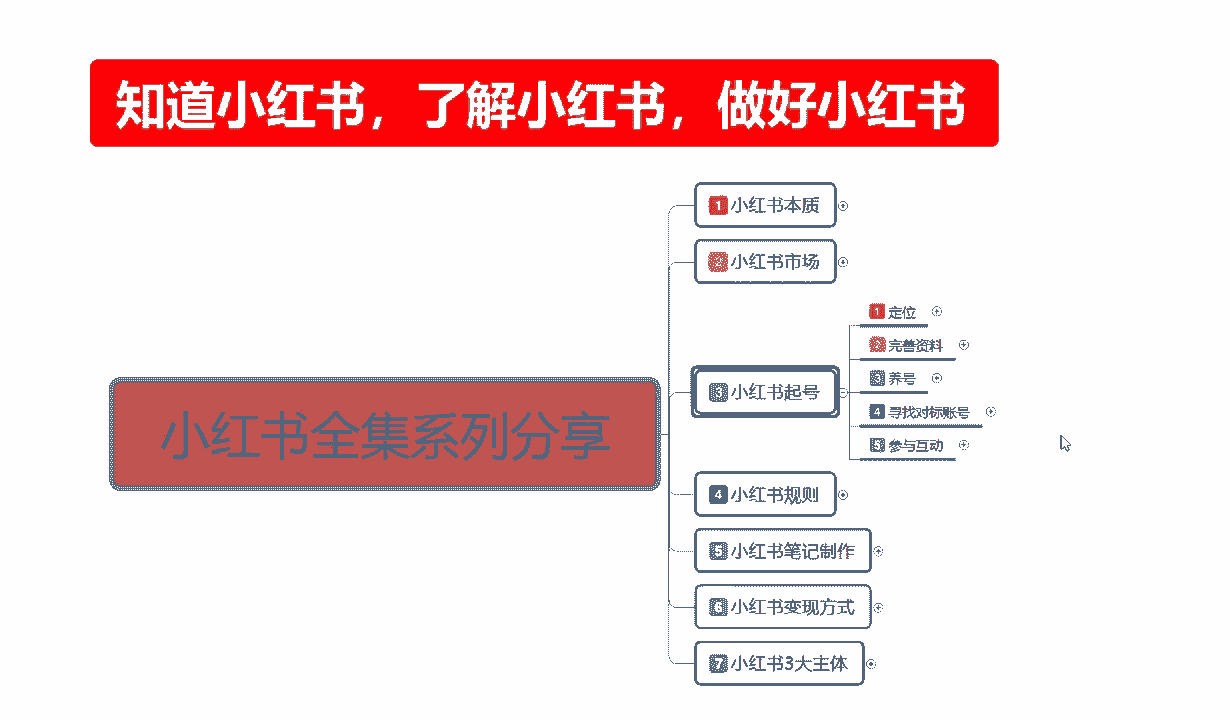 知道小红书，了解小红书，做好小红书
1 小红书本质
2 小红书市场
小红书全集系列分享
3 小红书起号
1 定位
2 完善资料
3 养号
4 寻找对标账号
5 参与互动
4 小红书规则
5 小红书笔记制作
6 小红书变现方式
7 小红书3大主体